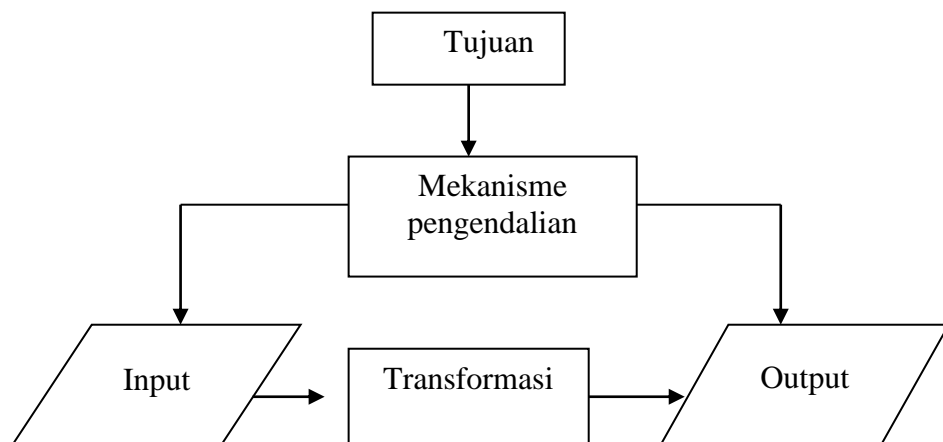 Tujuan
Mekanisme
pengendalian
Input
Transformasi
Output